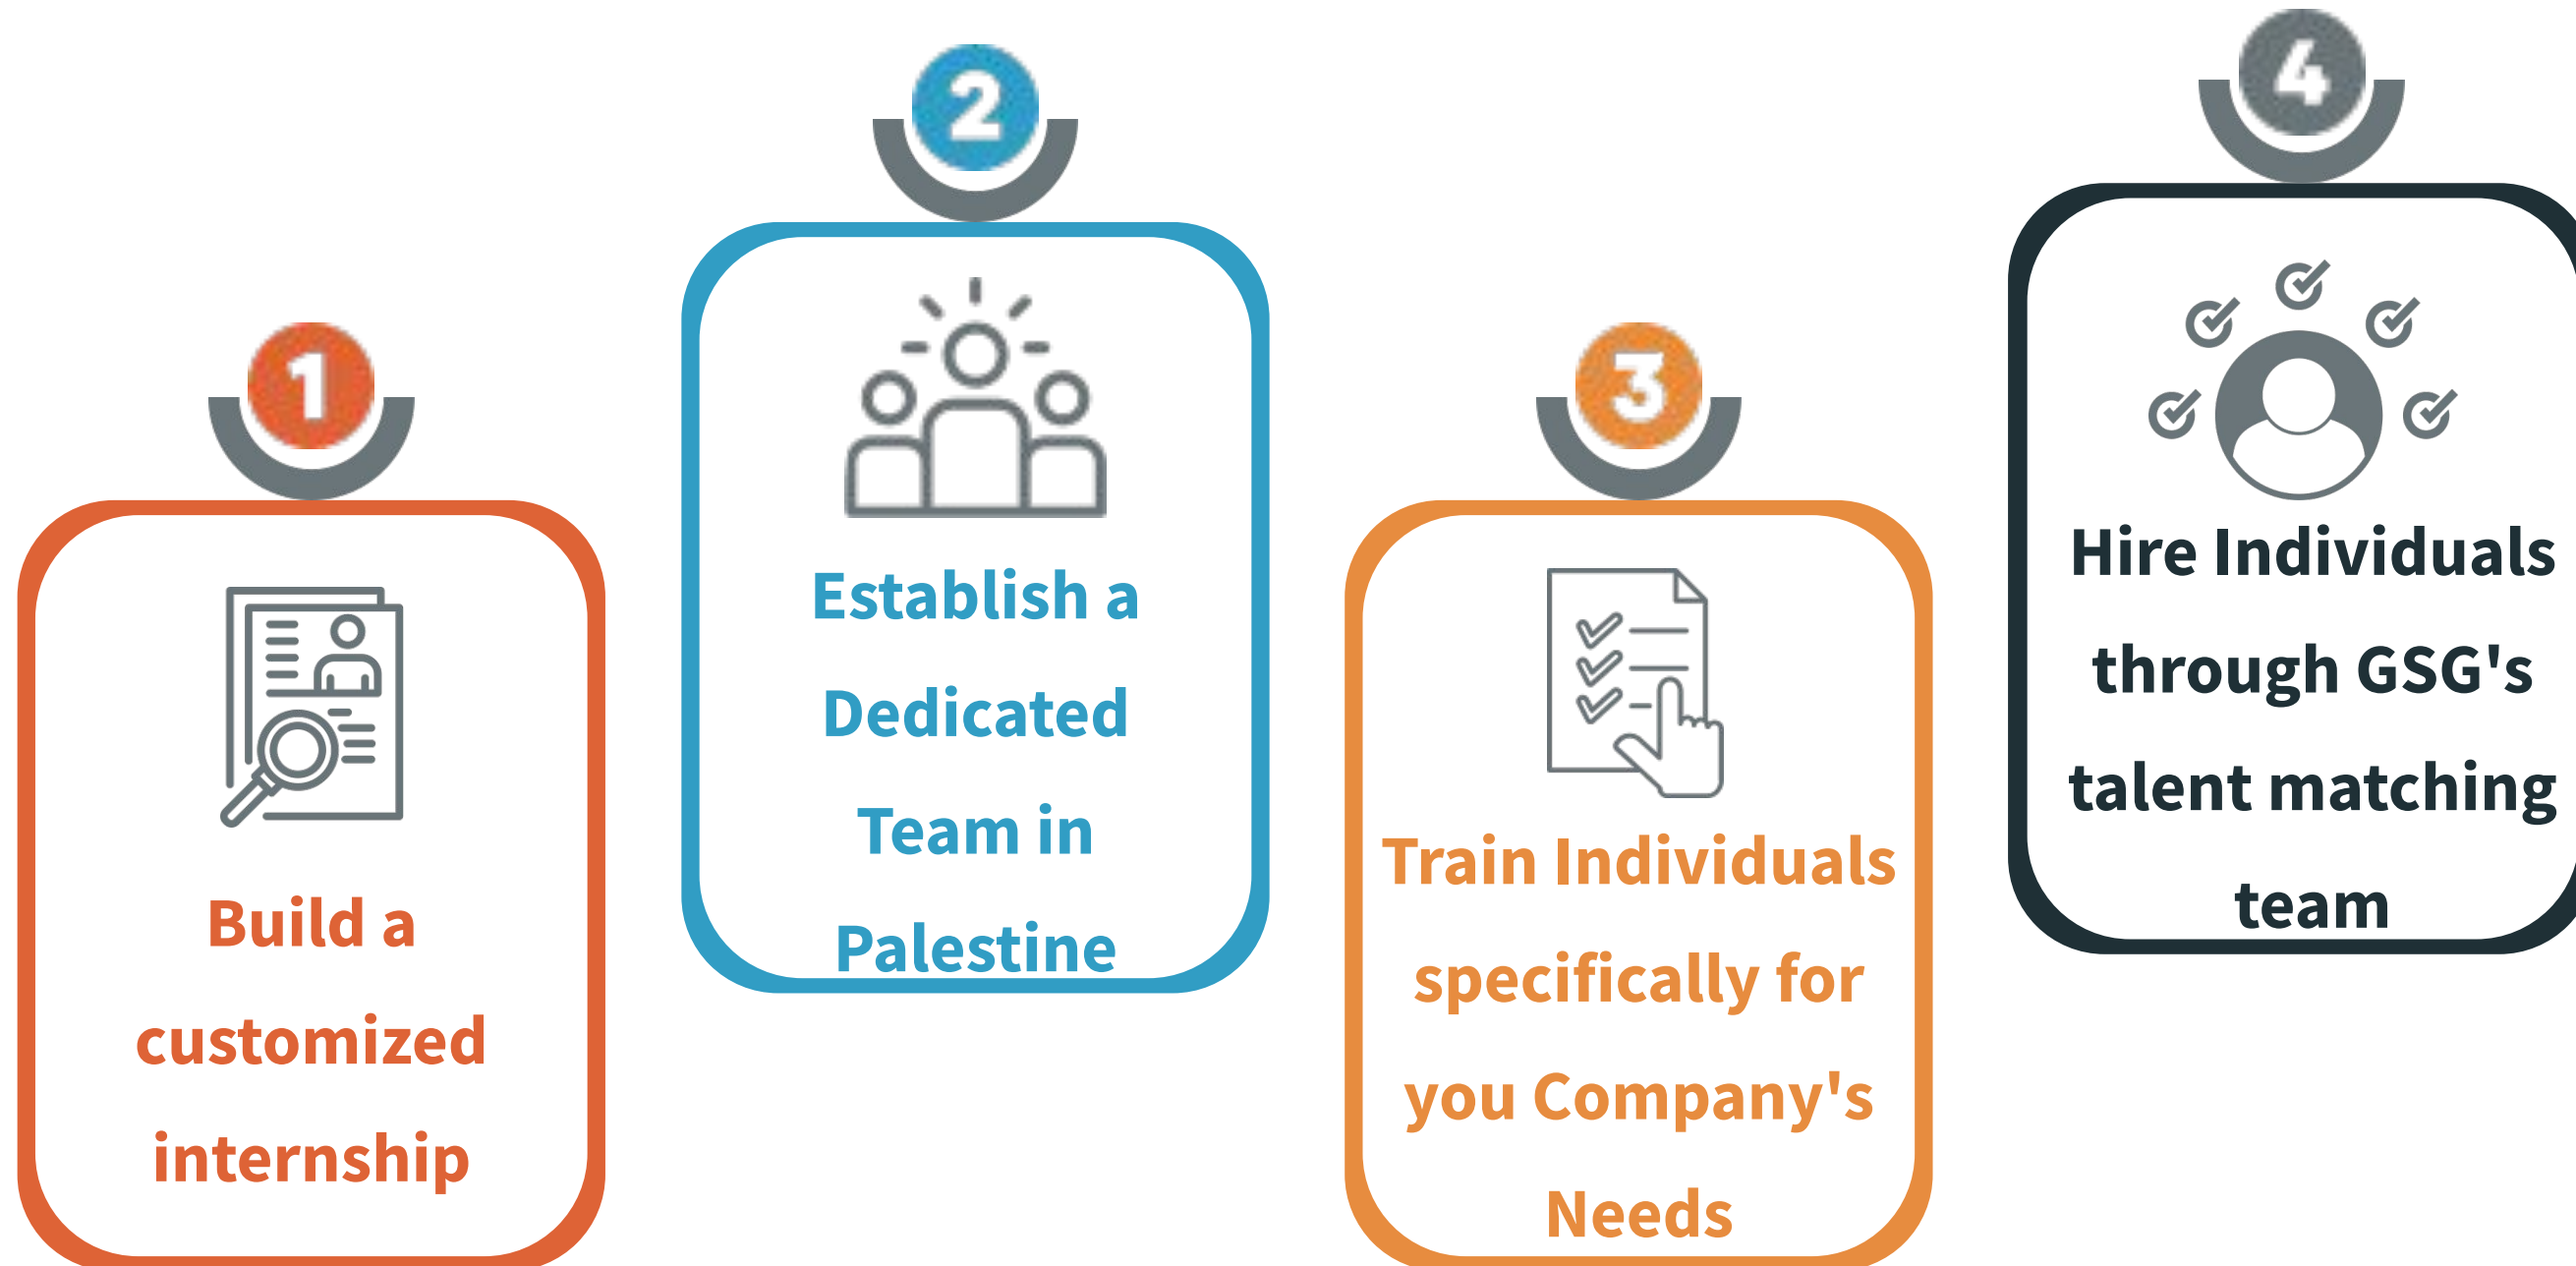 1
Build a
customized
internship
2
Establish a
Dedicated
Team in
Palestine
3
Train Individuals
specifically for
you Company's
Needs
4
Hire Individuals
through GSG's
talent matching
team